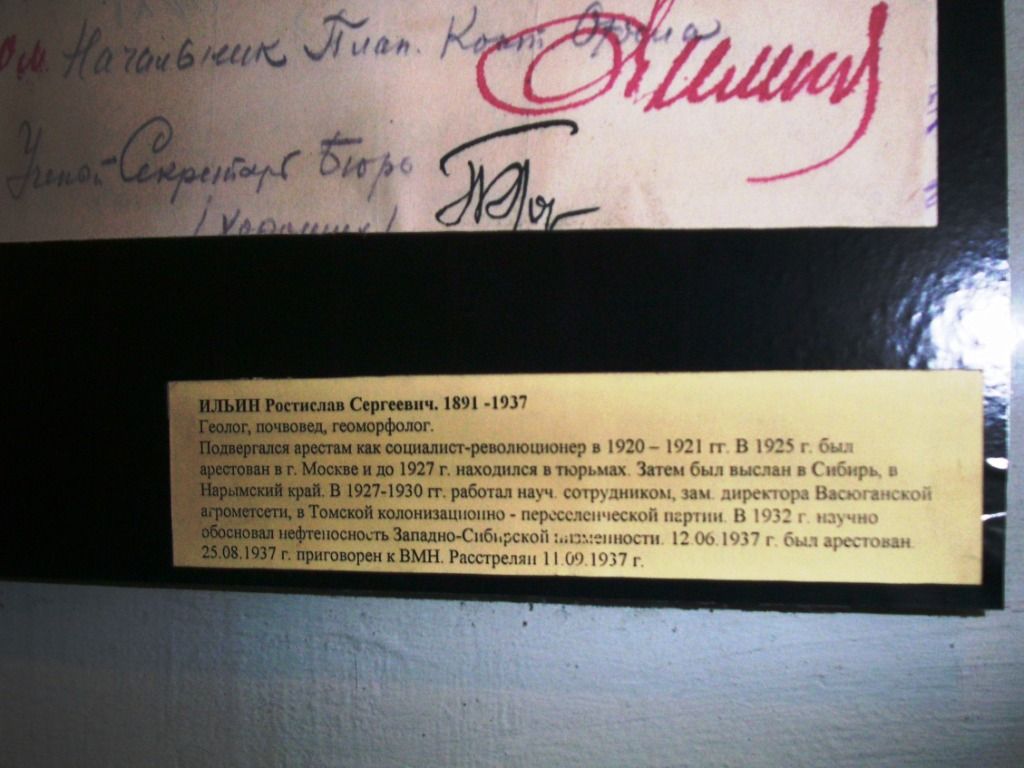 Начальник План. Конт Отдела
Ученый Секретарь Бюро
ИЛЬИН Ростислав Сергеевич. 1891 -1937
Геолог, почвовед, геоморфолог.
Подвергался арестам как социалист-революционер в 1920 – 1921 гг. В 1925 г. был
арестован в г. Москве и до 1927 г. находился в тюрьмах. Затем был выслан в Сибирь, в
Нарымский край. В 1927-1930 гг. работал науч. сотрудником, зам. директора Васюганской
агрометсети, в Томской колонизационно - переселенческой партии. В 1932 г. научно
обосновал нефтеносность Западно-Сибирской низменности. 12.06.1937 г. был арестован.
25.08.1937 г. приговорен к ВМН. Расстрелян 11.09.1937 г.